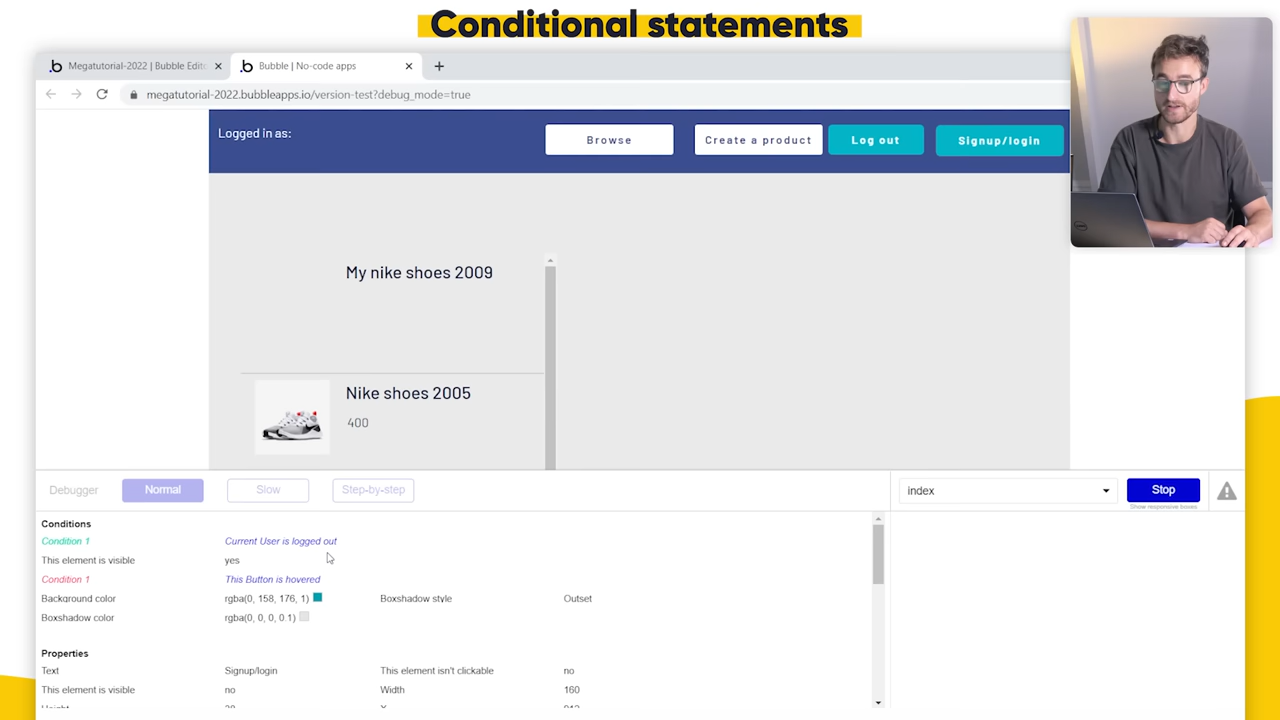 Conditional statements
Megatutorial-2022 | Bubble Edit
Bubble | No-code apps
megatutorial-2022.bubbleapps.io/version-test?debug_mode=true
Logged in as:
Browse
Create a product
Log out
Signup/login
My nike shoes 2009
Nike shoes 2005
400
Debugger
Normal
Slow
Step-by-step
index
Stop
Show responsive boxes
Conditions
Condition 1 Current User is logged out
This element is visible yes
Condition 1 This Button is hovered
Background color rgba(0, 158, 176, 1) Boxshadow style Outset
Boxshadow color rgba(0, 0, 0, 0.1)
Properties
Text Signup/login This element isn't clickable no
This element is visible no Width 160